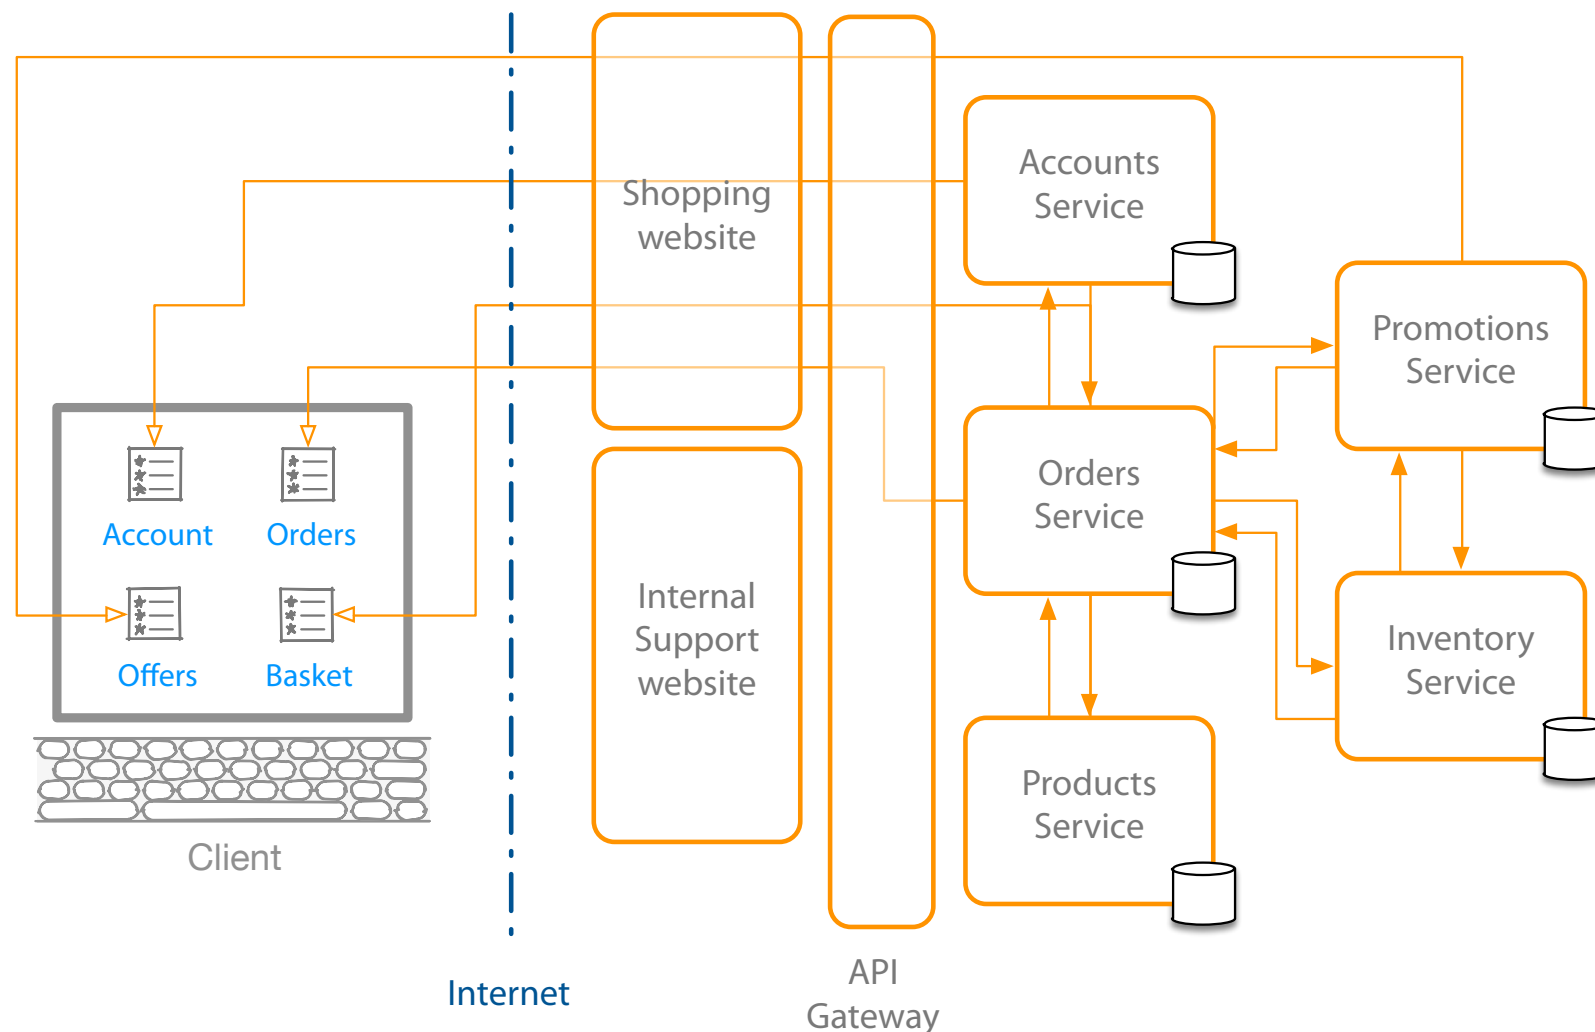 Shopping
website
Accounts
Service
Promotions
Service
Account
Orders
Offers
Basket
Orders
Service
Internal
Support
website
Inventory
Service
Products
Service
Client
Internet
API
Gateway